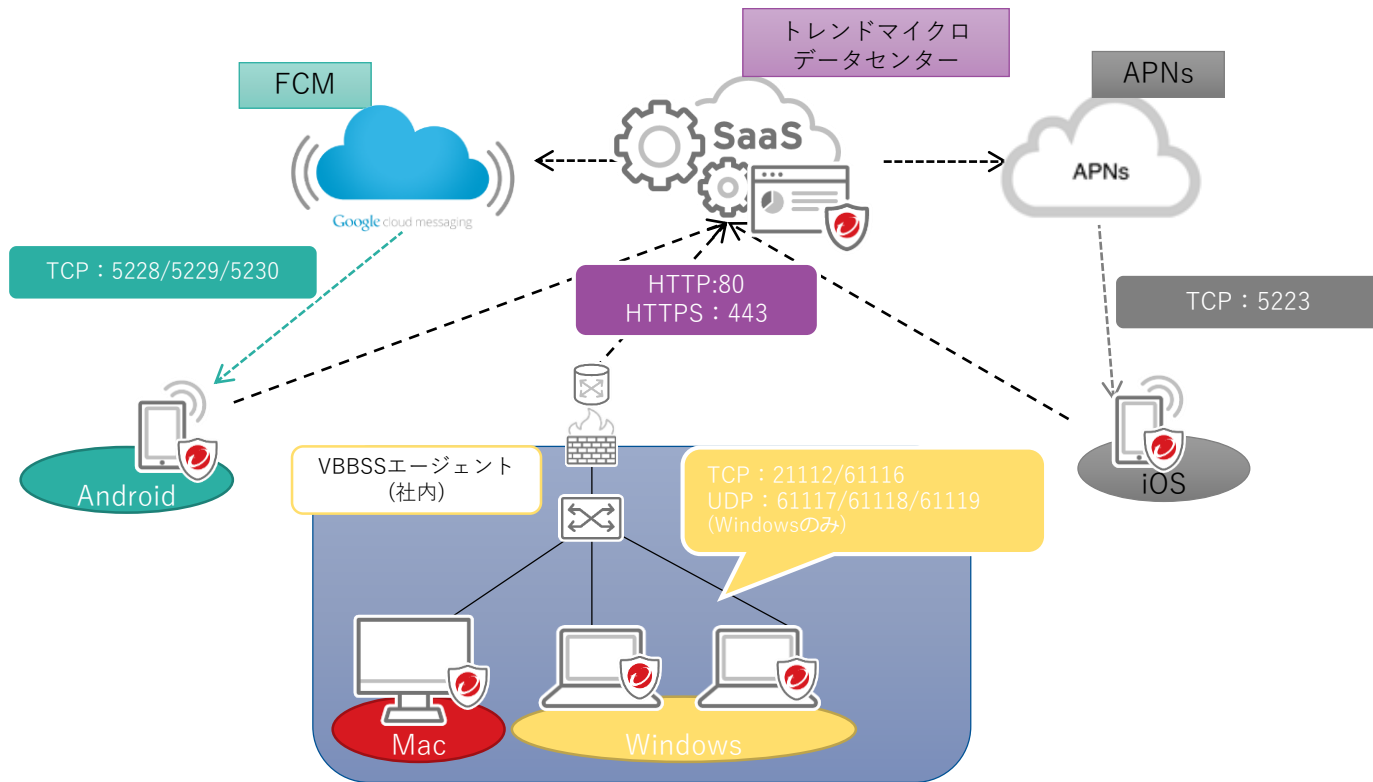 トレンドマイクロ
データセンター
FCM
APNs
SaaS
APNs
Google cloud messaging
TCP：5228/5229/5230
HTTP:80
HTTPS：443
TCP：5223
VBBSSエージェント
(社内)
TCP：21112/61116
UDP：61117/61118/61119
(Windowsのみ)
Android
iOS
Mac
Windows